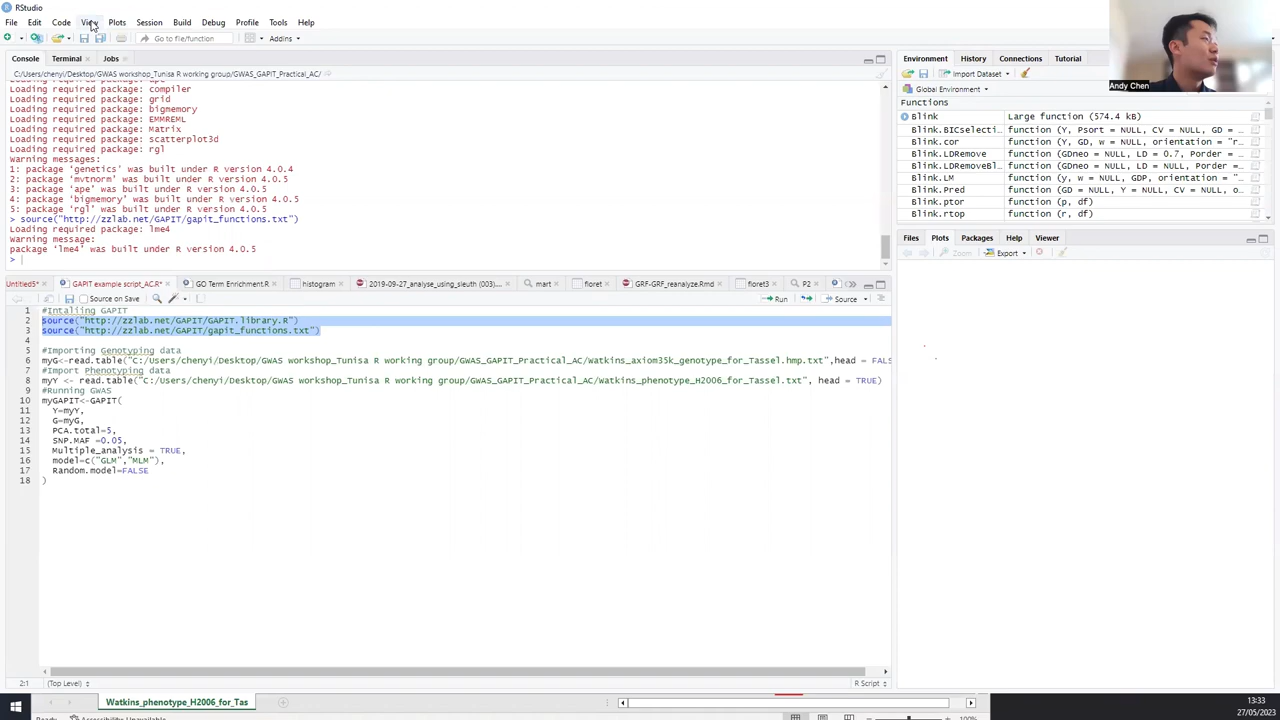 RStudio
File Edit Code View Plots Session Build Debug Profile Tools Help
Go to file/function Addins
Andy Chen
Console Terminal Jobs
C:/Users/chenyi/Desktop/GWAS workshop_Tunisa R working group/GWAS_GAPIT_Practical_AC/
Loading required package: ape
Loading required package: compiler
Loading required package: grid
Loading required package: bigmemory
Loading required package: EMMREML
Loading required package: Matrix
Loading required package: scatterplot3d
Loading required package: rgl
Warning messages:
1: package 'genetics' was built under R version 4.0.4
2: package 'mvtnorm' was built under R version 4.0.5
3: package 'ape' was built under R version 4.0.5
4: package 'bigmemory' was built under R version 4.0.5
5: package 'rgl' was built under R version 4.0.5
> source("http://zzlab.net/GAPIT/gapit_functions.txt")
Loading required package: lme4
Warning message:
package 'lme4' was built under R version 4.0.5
>
Untitled5* GAPIT example script_AC.R* GO Term Enrichment.R histogram 2019-09-27_analyse_using_sleuth (03).... mart floret GRF-GRF_reanalyze.Rmd floret3 P2
Source on Save Run Source
1 #Intalling GAPIT
2 source("http://zzlab.net/GAPIT/GAPIT.library.R")
3 source("http://zzlab.net/GAPIT/gapit_functions.txt")
4
5 #Importing Genotyping data
6 myG<-read.table("C:/Users/chenyi/Desktop/GWAS workshop_Tunisa R working group/GWAS_GAPIT_Practical_AC/Watkins_axiom35k_genotype_for_Tassel.hmp.txt",head = FALS
7 #Import Phenotyping data
8 myY <- read.table("C:/Users/chenyi/Desktop/GWAS workshop_Tunisa R working group/GWAS_GAPIT_Practical_AC/Watkins_phenotype_H2006_for_Tassel.txt", head = TRUE)
9 #Running GWAS
10 myGAPIT<-GAPIT(
11 Y=myY,
12 G=myG,
13 PCA.total=5,
14 SNP.MAF =0.05,
15 Multiple_analysis = TRUE,
16 model=c("GLM","MLM"),
17 Random.model=FALSE
18 )
2:1 (Top Level) R Script
Environment History Connections Tutorial
Import Dataset
Global Environment
Functions
Blink Large function (574.4 kB)
Blink.BICselecti... function (Y, Psort = NULL, CV = NULL, GD = ...
Blink.cor function (Y, GD, w = NULL, orientation = "r...
Blink.LDRemove function (GDneo = NULL, LD = 0.7, Porder = ...
Blink.LDRemoveBl... function (GDneo = NULL, LD = NULL, Porder = ...
Blink.LM function (y, w = NULL, GDP, orientation = "...
Blink.Pred function (GD = NULL, Y = NULL, CV = NULL, o...
Blink.ptor function (p, df)
Blink.rtop function (r, df)
Files Plots Packages Help Viewer
Zoom Export
Watkins_phenotype_H2006_for_Tas
Ready Accessibility: Unavailable 100%
13:33
27/05/2023